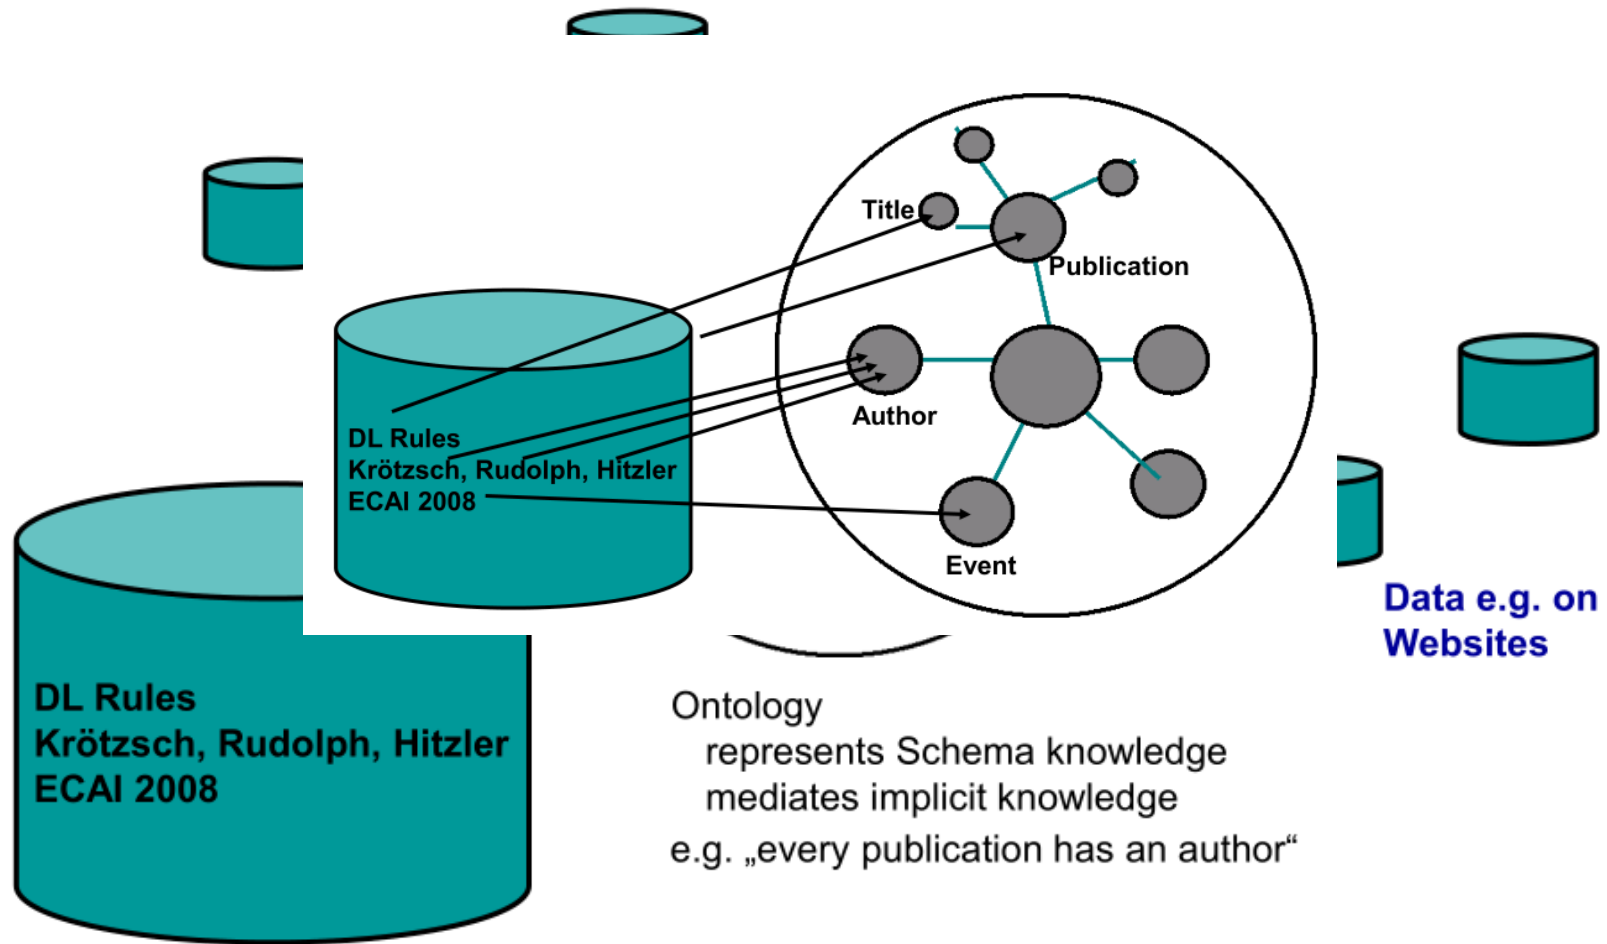 Title
Publication
Author
DL Rules
Krötzsch, Rudolph, Hitzler
ECAI 2008
Event
Data e.g. on
Websites
DL Rules
Krötzsch, Rudolph, Hitzler
ECAI 2008
Ontology
represents Schema knowledge
mediates implicit knowledge
e.g. „every publication has an author“